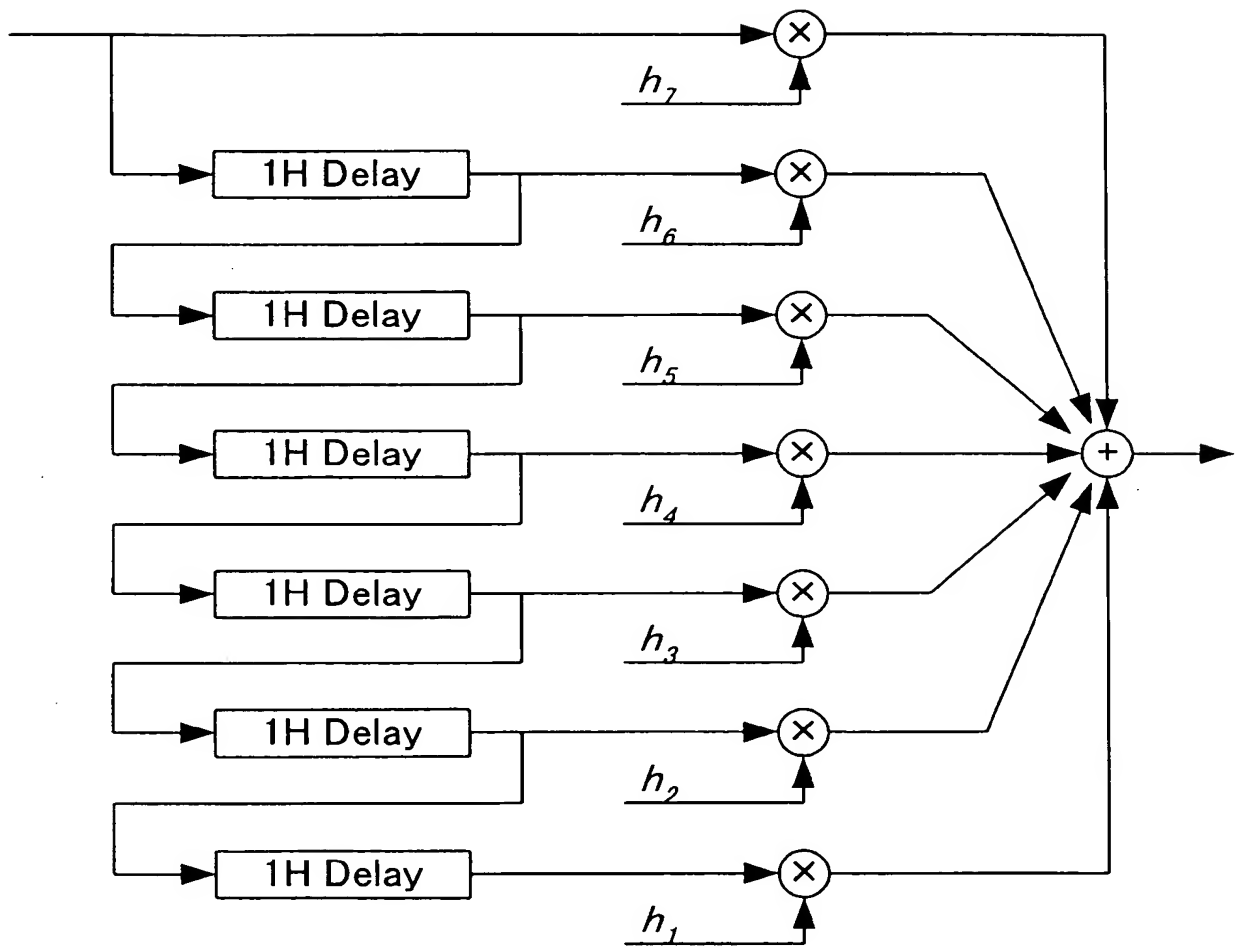 ×
h₇
1H Delay
×
h₆
1H Delay
×
h₅
1H Delay
×
+
h₄
1H Delay
×
h₃
1H Delay
×
h₂
1H Delay
×
h₁